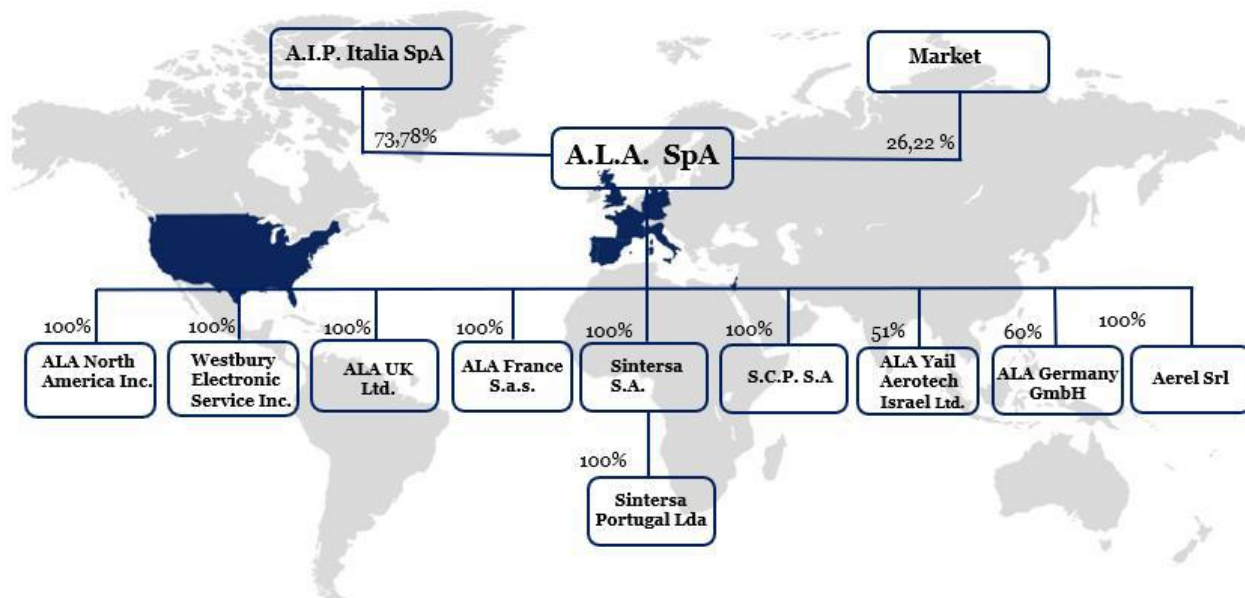 A.I.P. Italia SpA
Market
73,78%
26,22 %
A.L.A. SpA
100%
ALA North
America Inc.
100%
Westbury
Electronic
Service Inc.
100%
ALA UK
Ltd.
100%
ALA France
S.a.s.
100%
Sintersa
S.A.
100%
S.C.P. S.A
51%
ALA Yail
Aerotech
Israel Ltd.
60%
ALA Germany
GmbH
100%
Aerel Srl
100%
Sintersa
Portugal Lda